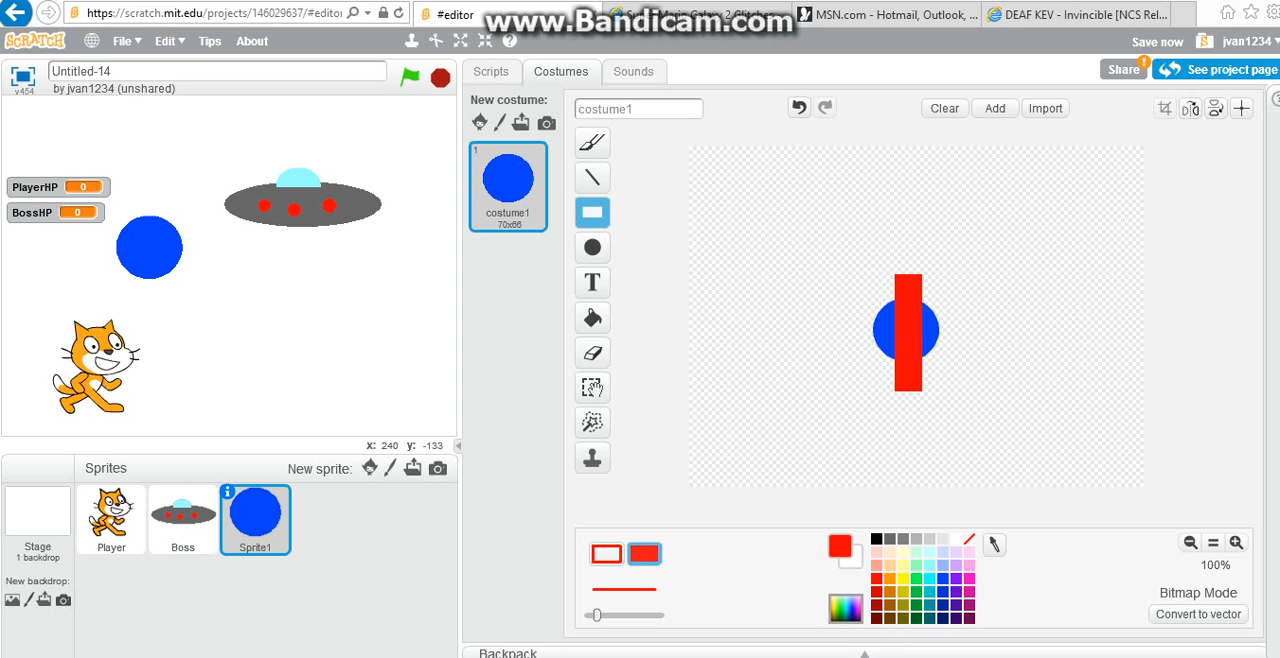 https://scratch.mit.edu/projects/146029637/#editor
#editor
www.Bandicam.com
MSN.com - Hotmail, Outlook, ...
DEAF KEV - Invincible [NCS Rel...
SCRATCH
File
Edit
Tips
About
Save now
jvan1234
Untitled-14
by jvan1234 (unshared)
v454
Scripts
Costumes
Sounds
Share
See project page
New costume:
costume1
Clear
Add
Import
1
costume1
70x66
T
PlayerHP 0
BossHP 0
x: 240 y: -133
Sprites
New sprite:
Stage
1 backdrop
New backdrop:
Player
Boss
Sprite1
100%
Bitmap Mode
Convert to vector
Backpack